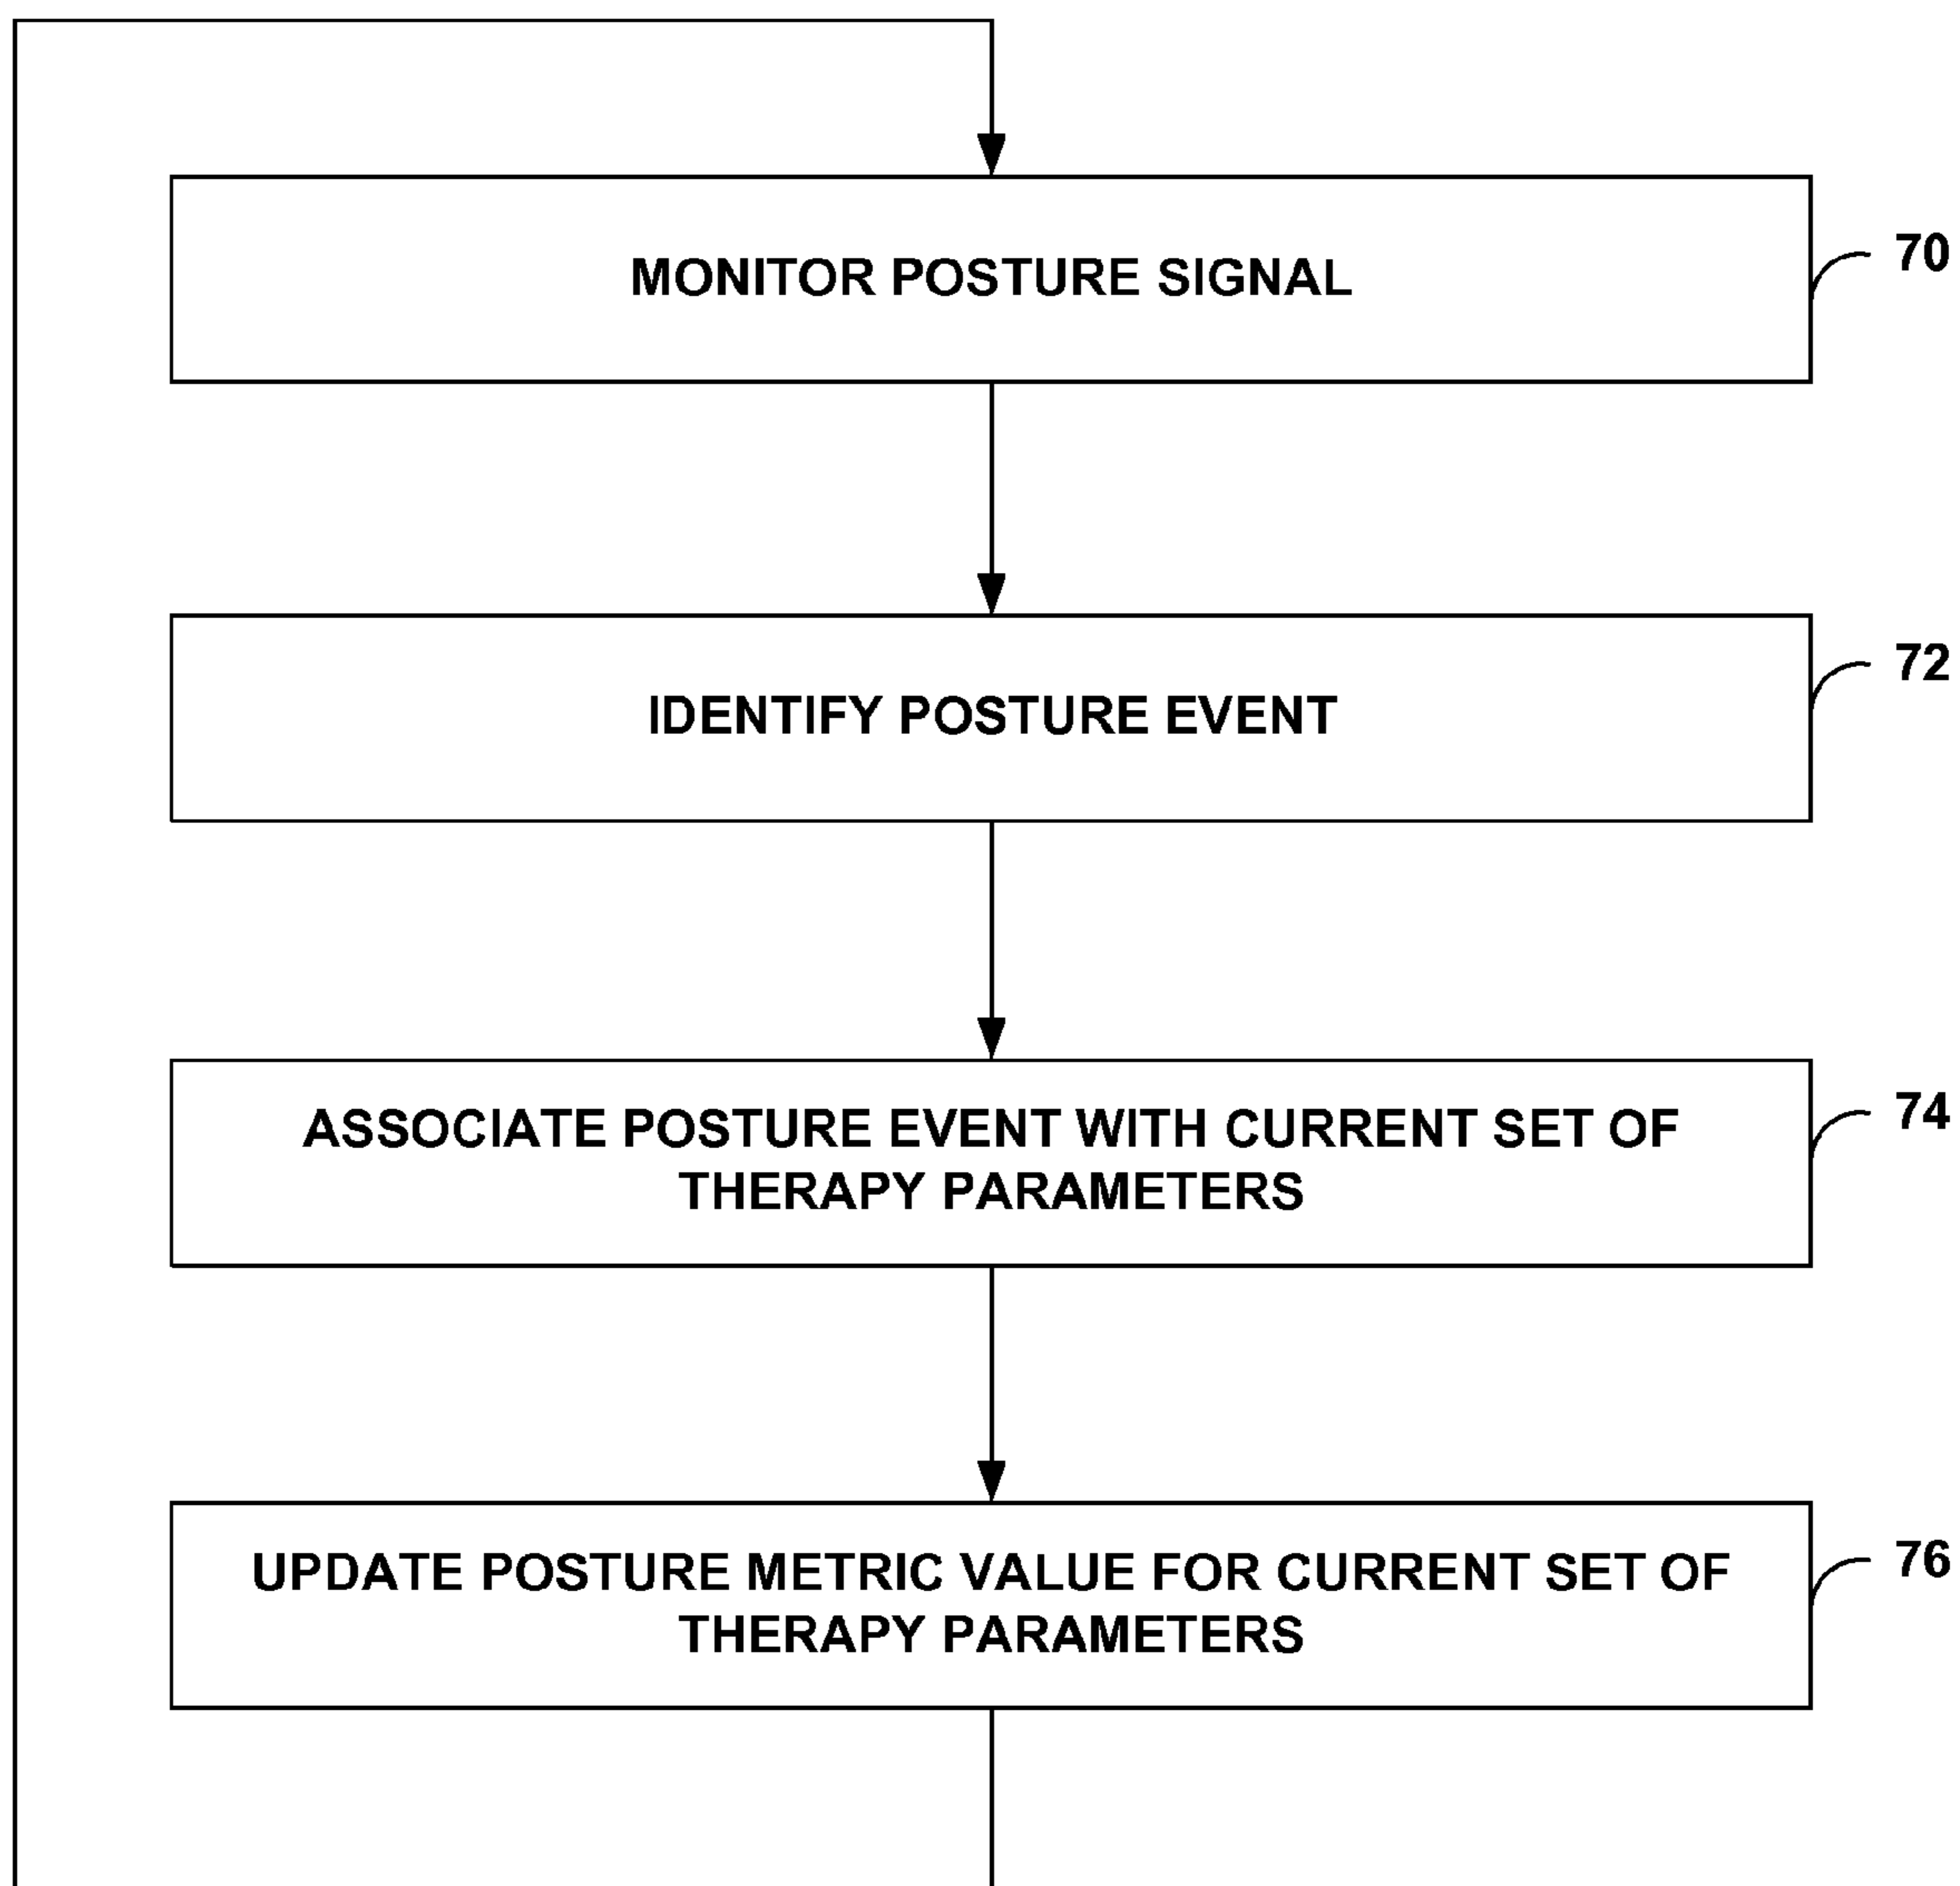 MONITOR POSTURE SIGNAL
70
IDENTIFY POSTURE EVENT
72
ASSOCIATE POSTURE EVENT WITH CURRENT SET OF
THERAPY PARAMETERS
74
UPDATE POSTURE METRIC VALUE FOR CURRENT SET OF
THERAPY PARAMETERS
76